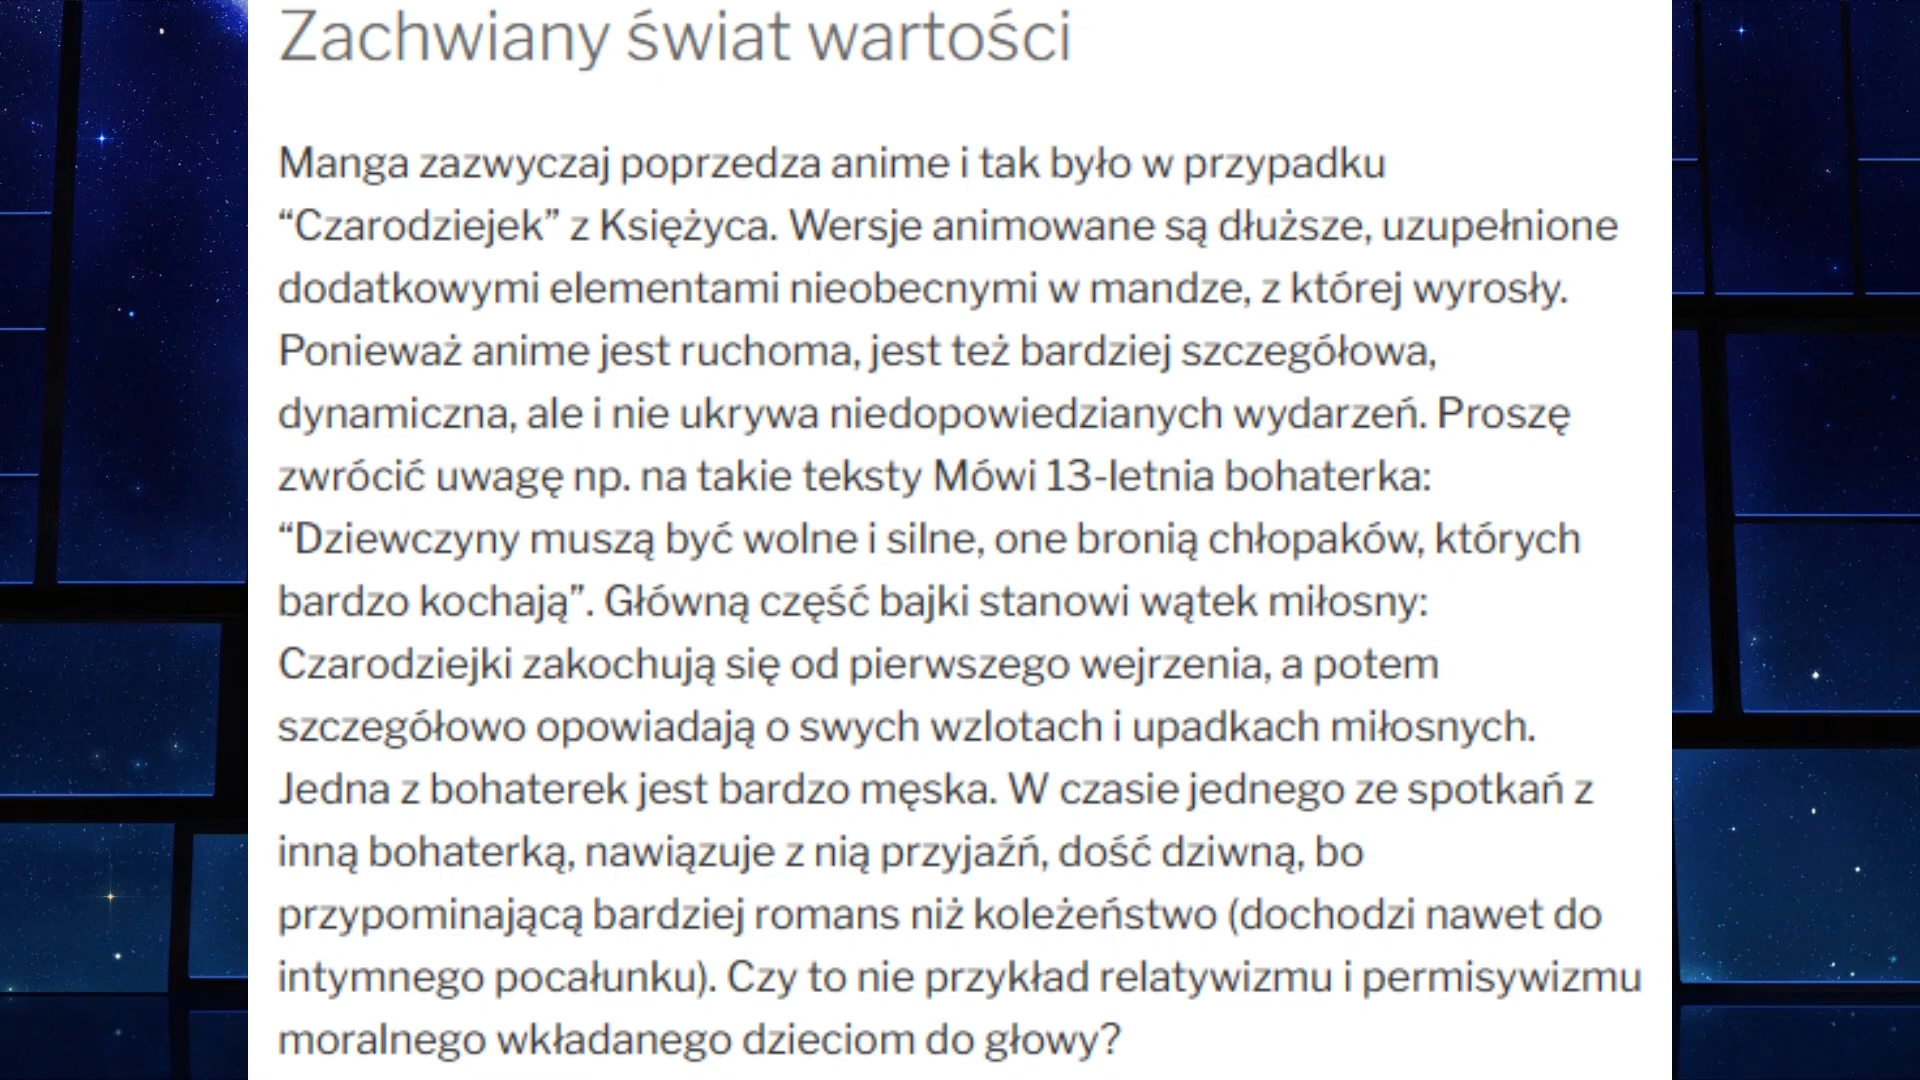 Zachwiany świat wartości
Manga zazwyczaj poprzedza anime i tak było w przypadku
“Czarodziejek” z Księżyca. Wersje animowane są dłuższe, uzupełnione
dodatkowymi elementami nieobecnymi w mandze, z której wyrosły.
Ponieważ anime jest ruchoma, jest też bardziej szczegółowa,
dynamiczna, ale i nie ukrywa niedopowiedzianych wydarzeń. Proszę
zwrócić uwagę np. na takie teksty Mówi 13-letnia bohaterka:
“Dziewczyny muszą być wolne i silne, one bronią chłopaków, których
bardzo kochają”. Główną część bajki stanowi wątek miłosny:
Czarodziejki zakochują się od pierwszego wejrzenia, a potem
szczegółowo opowiadają o swych wzlotach i upadkach miłosnych.
Jedna z bohaterek jest bardzo męska. W czasie jednego ze spotkań z
inną bohaterką, nawiązuje z nią przyjaźń, dość dziwną, bo
przypominającą bardziej romans niż koleżeństwo (dochodzi nawet do
intymnego pocałunku). Czy to nie przykład relatywizmu i permisywizmu
moralnego wkładanego dzieciom do głowy?